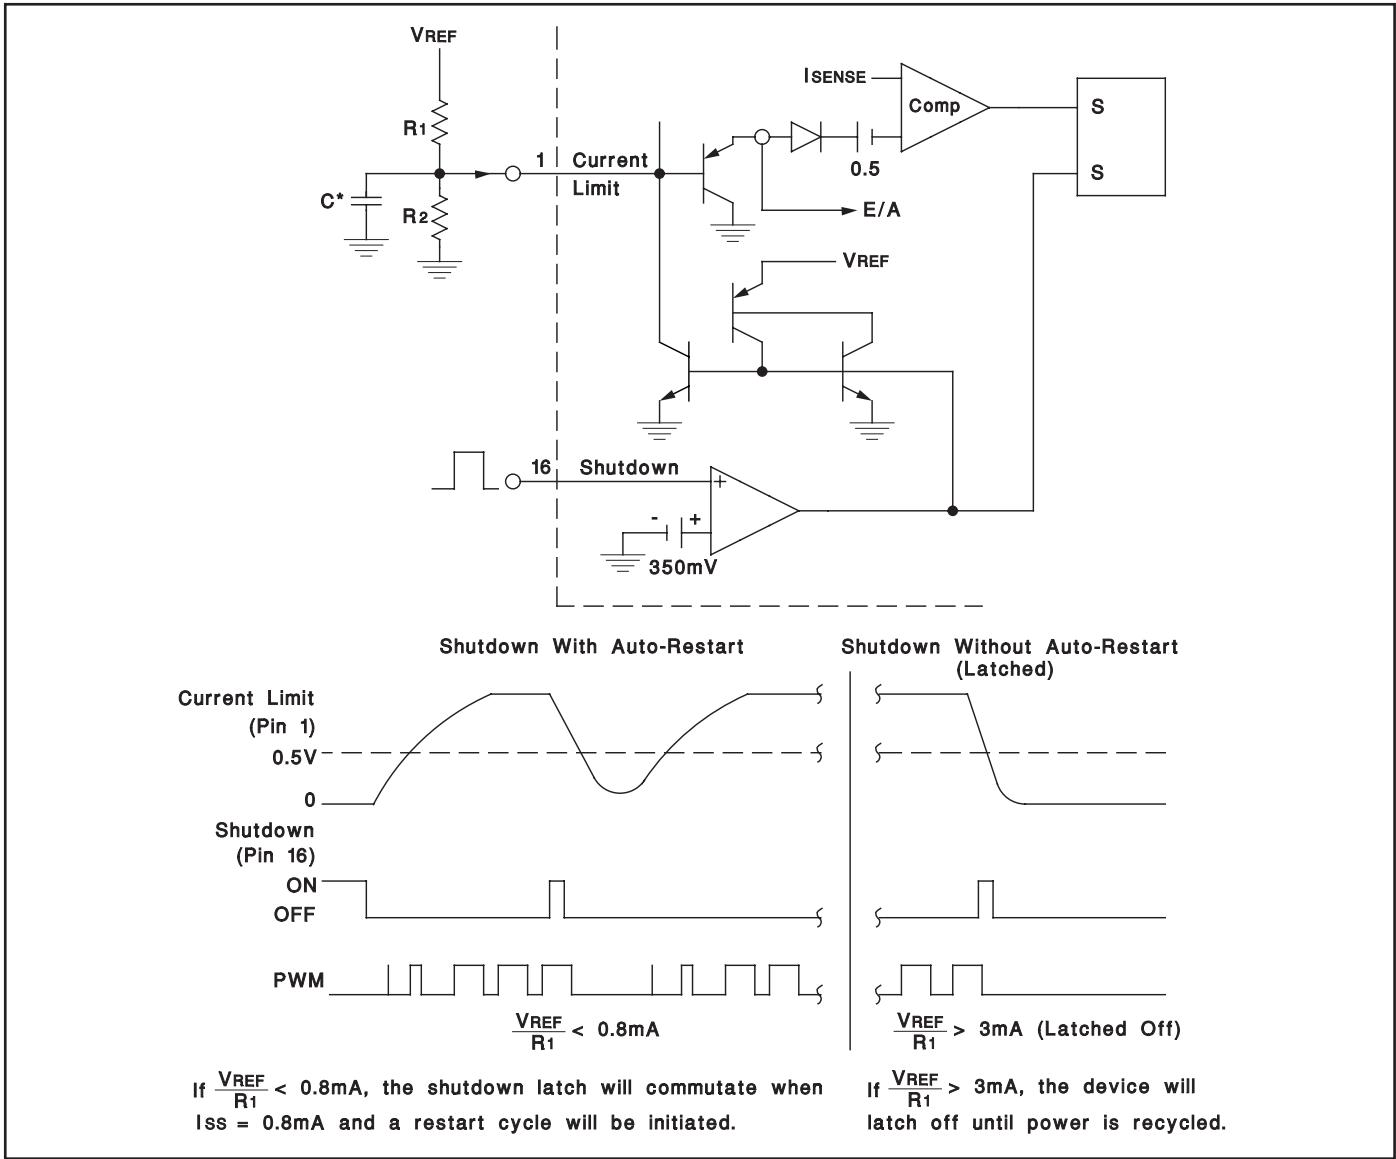 VREF
R1
C*
R2
1 Current
Limit
ISENSE
Comp
0.5
E/A
S
S
VREF
16 Shutdown
+
- +
350mV
Shutdown With Auto-Restart
Shutdown Without Auto-Restart
(Latched)
Current Limit
(Pin 1)
0.5V
0
Shutdown
(Pin 16)
ON
OFF
PWM
VREF
R1
< 0.8mA
VREF
R1
> 3mA (Latched Off)
If VREF/R1 < 0.8mA, the shutdown latch will commutate when
ISS = 0.8mA and a restart cycle will be initiated.
If VREF/R1 > 3mA, the device will
latch off until power is recycled.